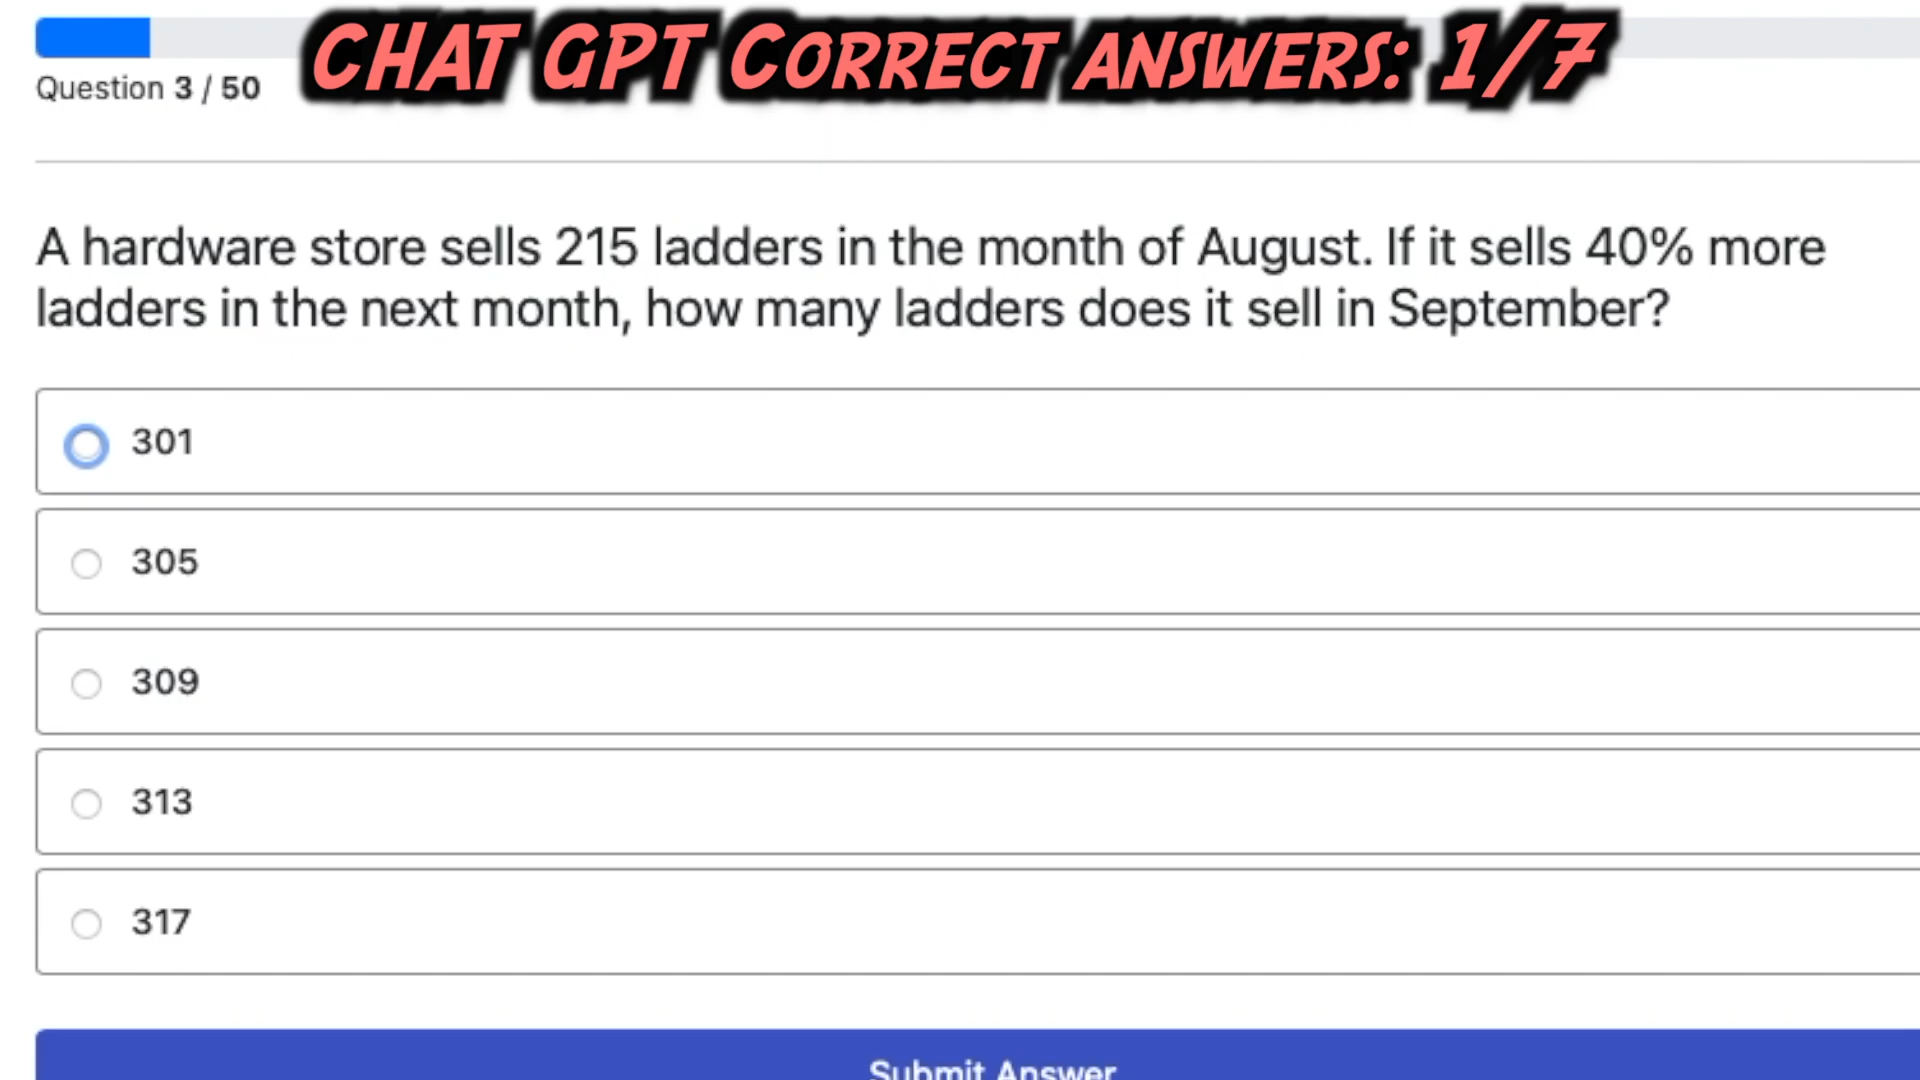 CHAT GPT CORRECT ANSWERS: 1/7
Question 3 / 50
A hardware store sells 215 ladders in the month of August. If it sells 40% more
ladders in the next month, how many ladders does it sell in September?
301
305
309
313
317
Submit Answer